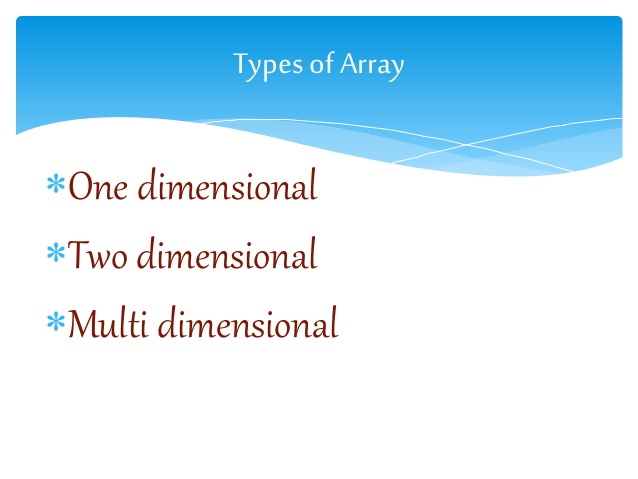 Types of Array
*One dimensional
*Two dimensional
*Multi dimensional